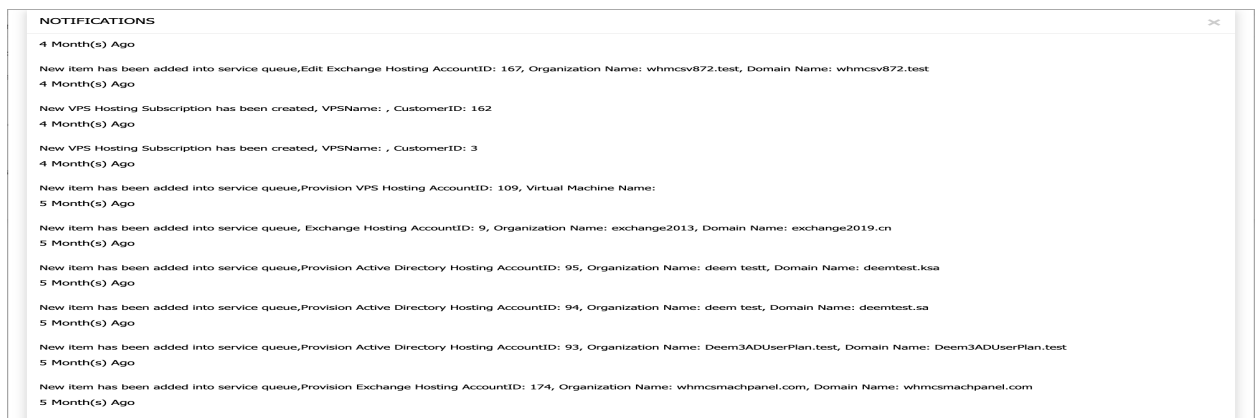 NOTIFICATIONS
4 Month(s) Ago
New item has been added into service queue,Edit Exchange Hosting AccountID: 167, Organization Name: whmcsv872.test, Domain Name: whmcsv872.test
4 Month(s) Ago
New VPS Hosting Subscription has been created, VPSName: , CustomerID: 162
4 Month(s) Ago
New VPS Hosting Subscription has been created, VPSName: , CustomerID: 3
4 Month(s) Ago
New item has been added into service queue,Provision VPS Hosting AccountID: 109, Virtual Machine Name:
5 Month(s) Ago
New item has been added into service queue, Exchange Hosting AccountID: 9, Organization Name: exchange2013, Domain Name: exchange2019.cn
5 Month(s) Ago
New item has been added into service queue,Provision Active Directory Hosting AccountID: 95, Organization Name: deem testt, Domain Name: deemtest.ksa
5 Month(s) Ago
New item has been added into service queue,Provision Active Directory Hosting AccountID: 94, Organization Name: deem test, Domain Name: deemtest.sa
5 Month(s) Ago
New item has been added into service queue,Provision Active Directory Hosting AccountID: 93, Organization Name: Deem3ADUserPlan.test, Domain Name: Deem3ADUserPlan.test
5 Month(s) Ago
New item has been added into service queue,Provision Exchange Hosting AccountID: 174, Organization Name: whmcsmachpanel.com, Domain Name: whmcsmachpanel.com
5 Month(s) Ago